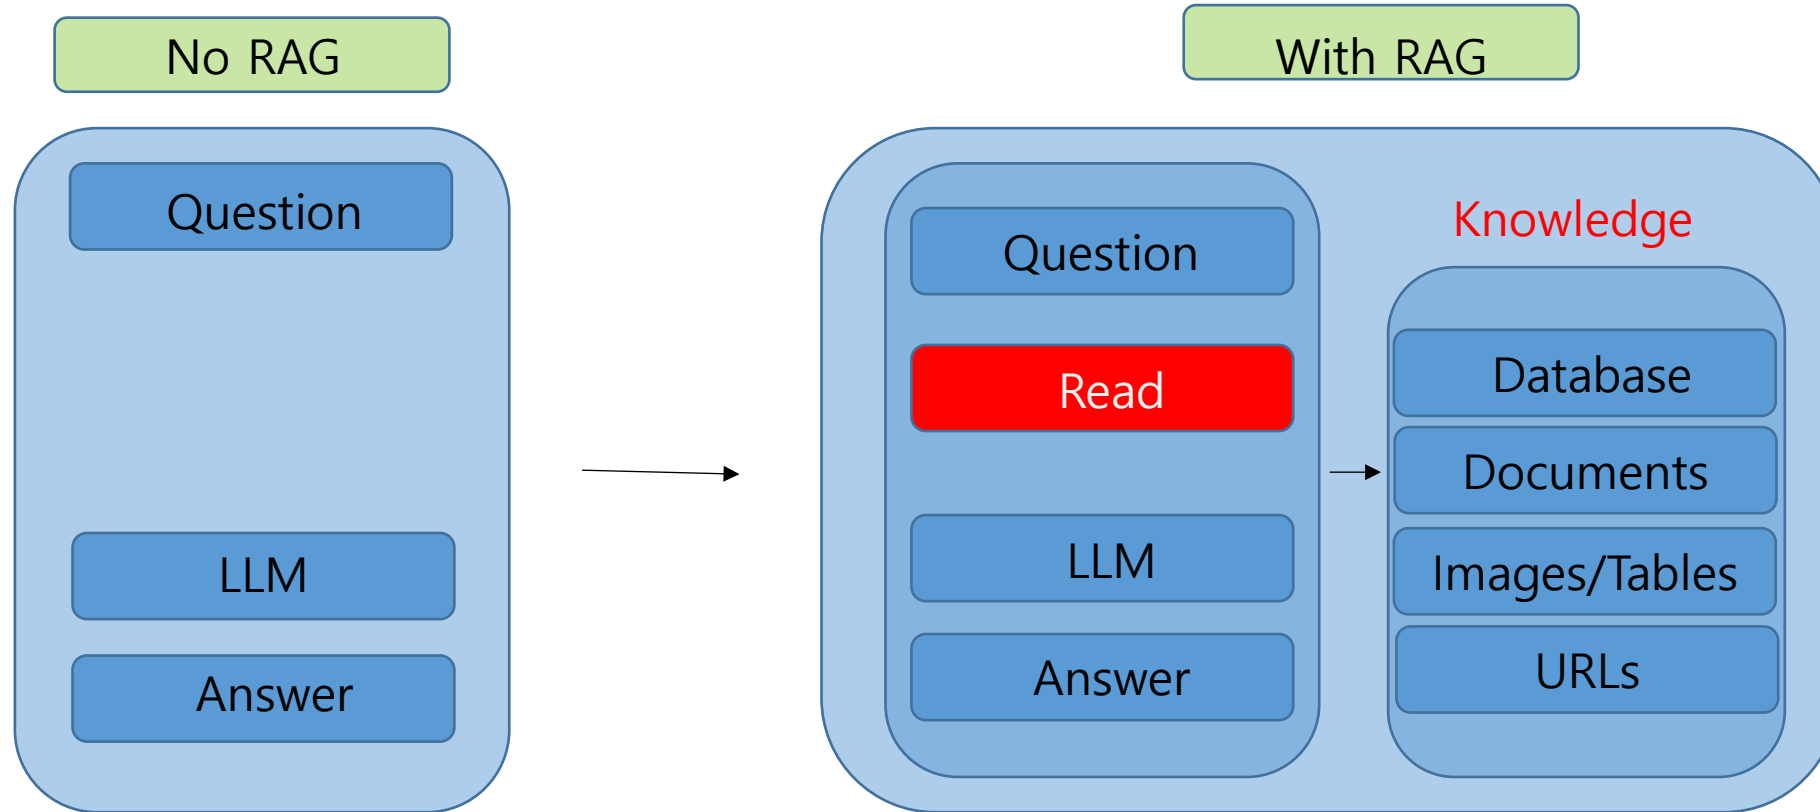 No RAG
Question
LLM
Answer
With RAG
Question
Read
LLM
Answer
Knowledge
Database
Documents
Images/Tables
URLs